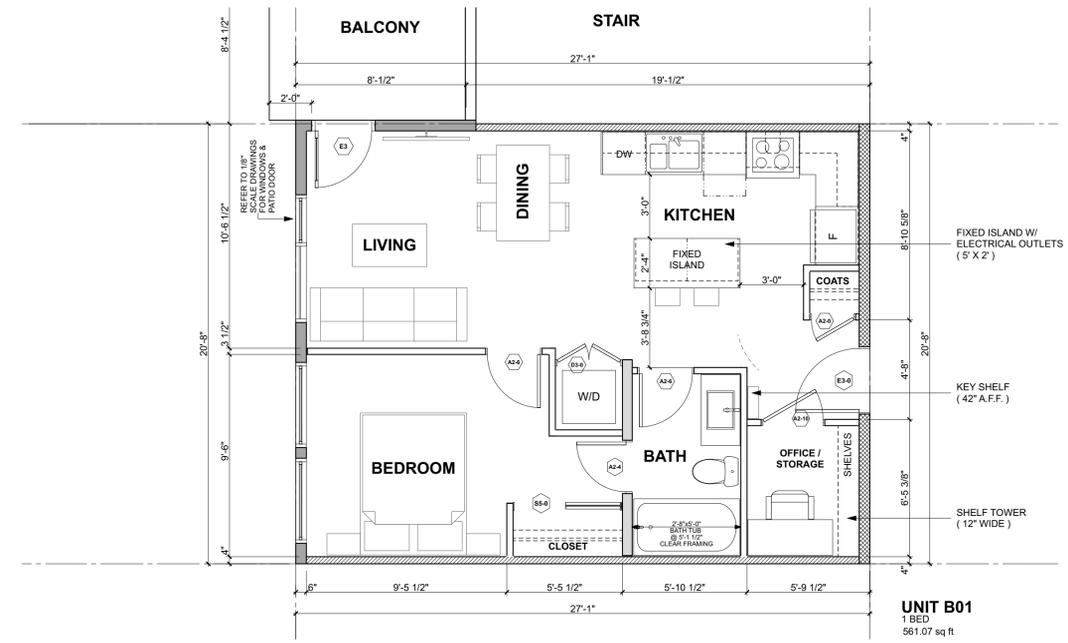 BALCONY
STAIR
8'-4 1/2"
27'-1"
8'-1/2"
19'-1/2"
2'-0"
4"
REFER TO 1/8"
SCALE DRAWINGS
FOR WINDOWS &
PATIO DOOR
E3
DINING
DW
KITCHEN
3'-0"
10'-6 1/2"
8'-10 5/8"
LIVING
F
FIXED ISLAND W/
ELECTRICAL OUTLETS
( 5' X 2' )
FIXED
ISLAND
2'-4"
3'-0"
COATS
A2-0
3'-8 3/4"
3 1/2"
20'-8"
20'-8"
A2-6
D3-0
W/D
A2-6
E3-0
4'-8"
KEY SHELF
( 42" A.F.F. )
A2-10
9'-6"
BEDROOM
A2-4
BATH
OFFICE /
STORAGE
SHELVES
6'-5 3/8"
S5-0
SHELF TOWER
( 12" WIDE )
2'-8"x5'-0"
BATH TUB
@ 5'-1 1/2"
CLEAR FRAMING
CLOSET
4"
4"
6"
9'-5 1/2"
5'-5 1/2"
5'-10 1/2"
5'-9 1/2"
27'-1"
UNIT B01
1 BED
561.07 sq ft